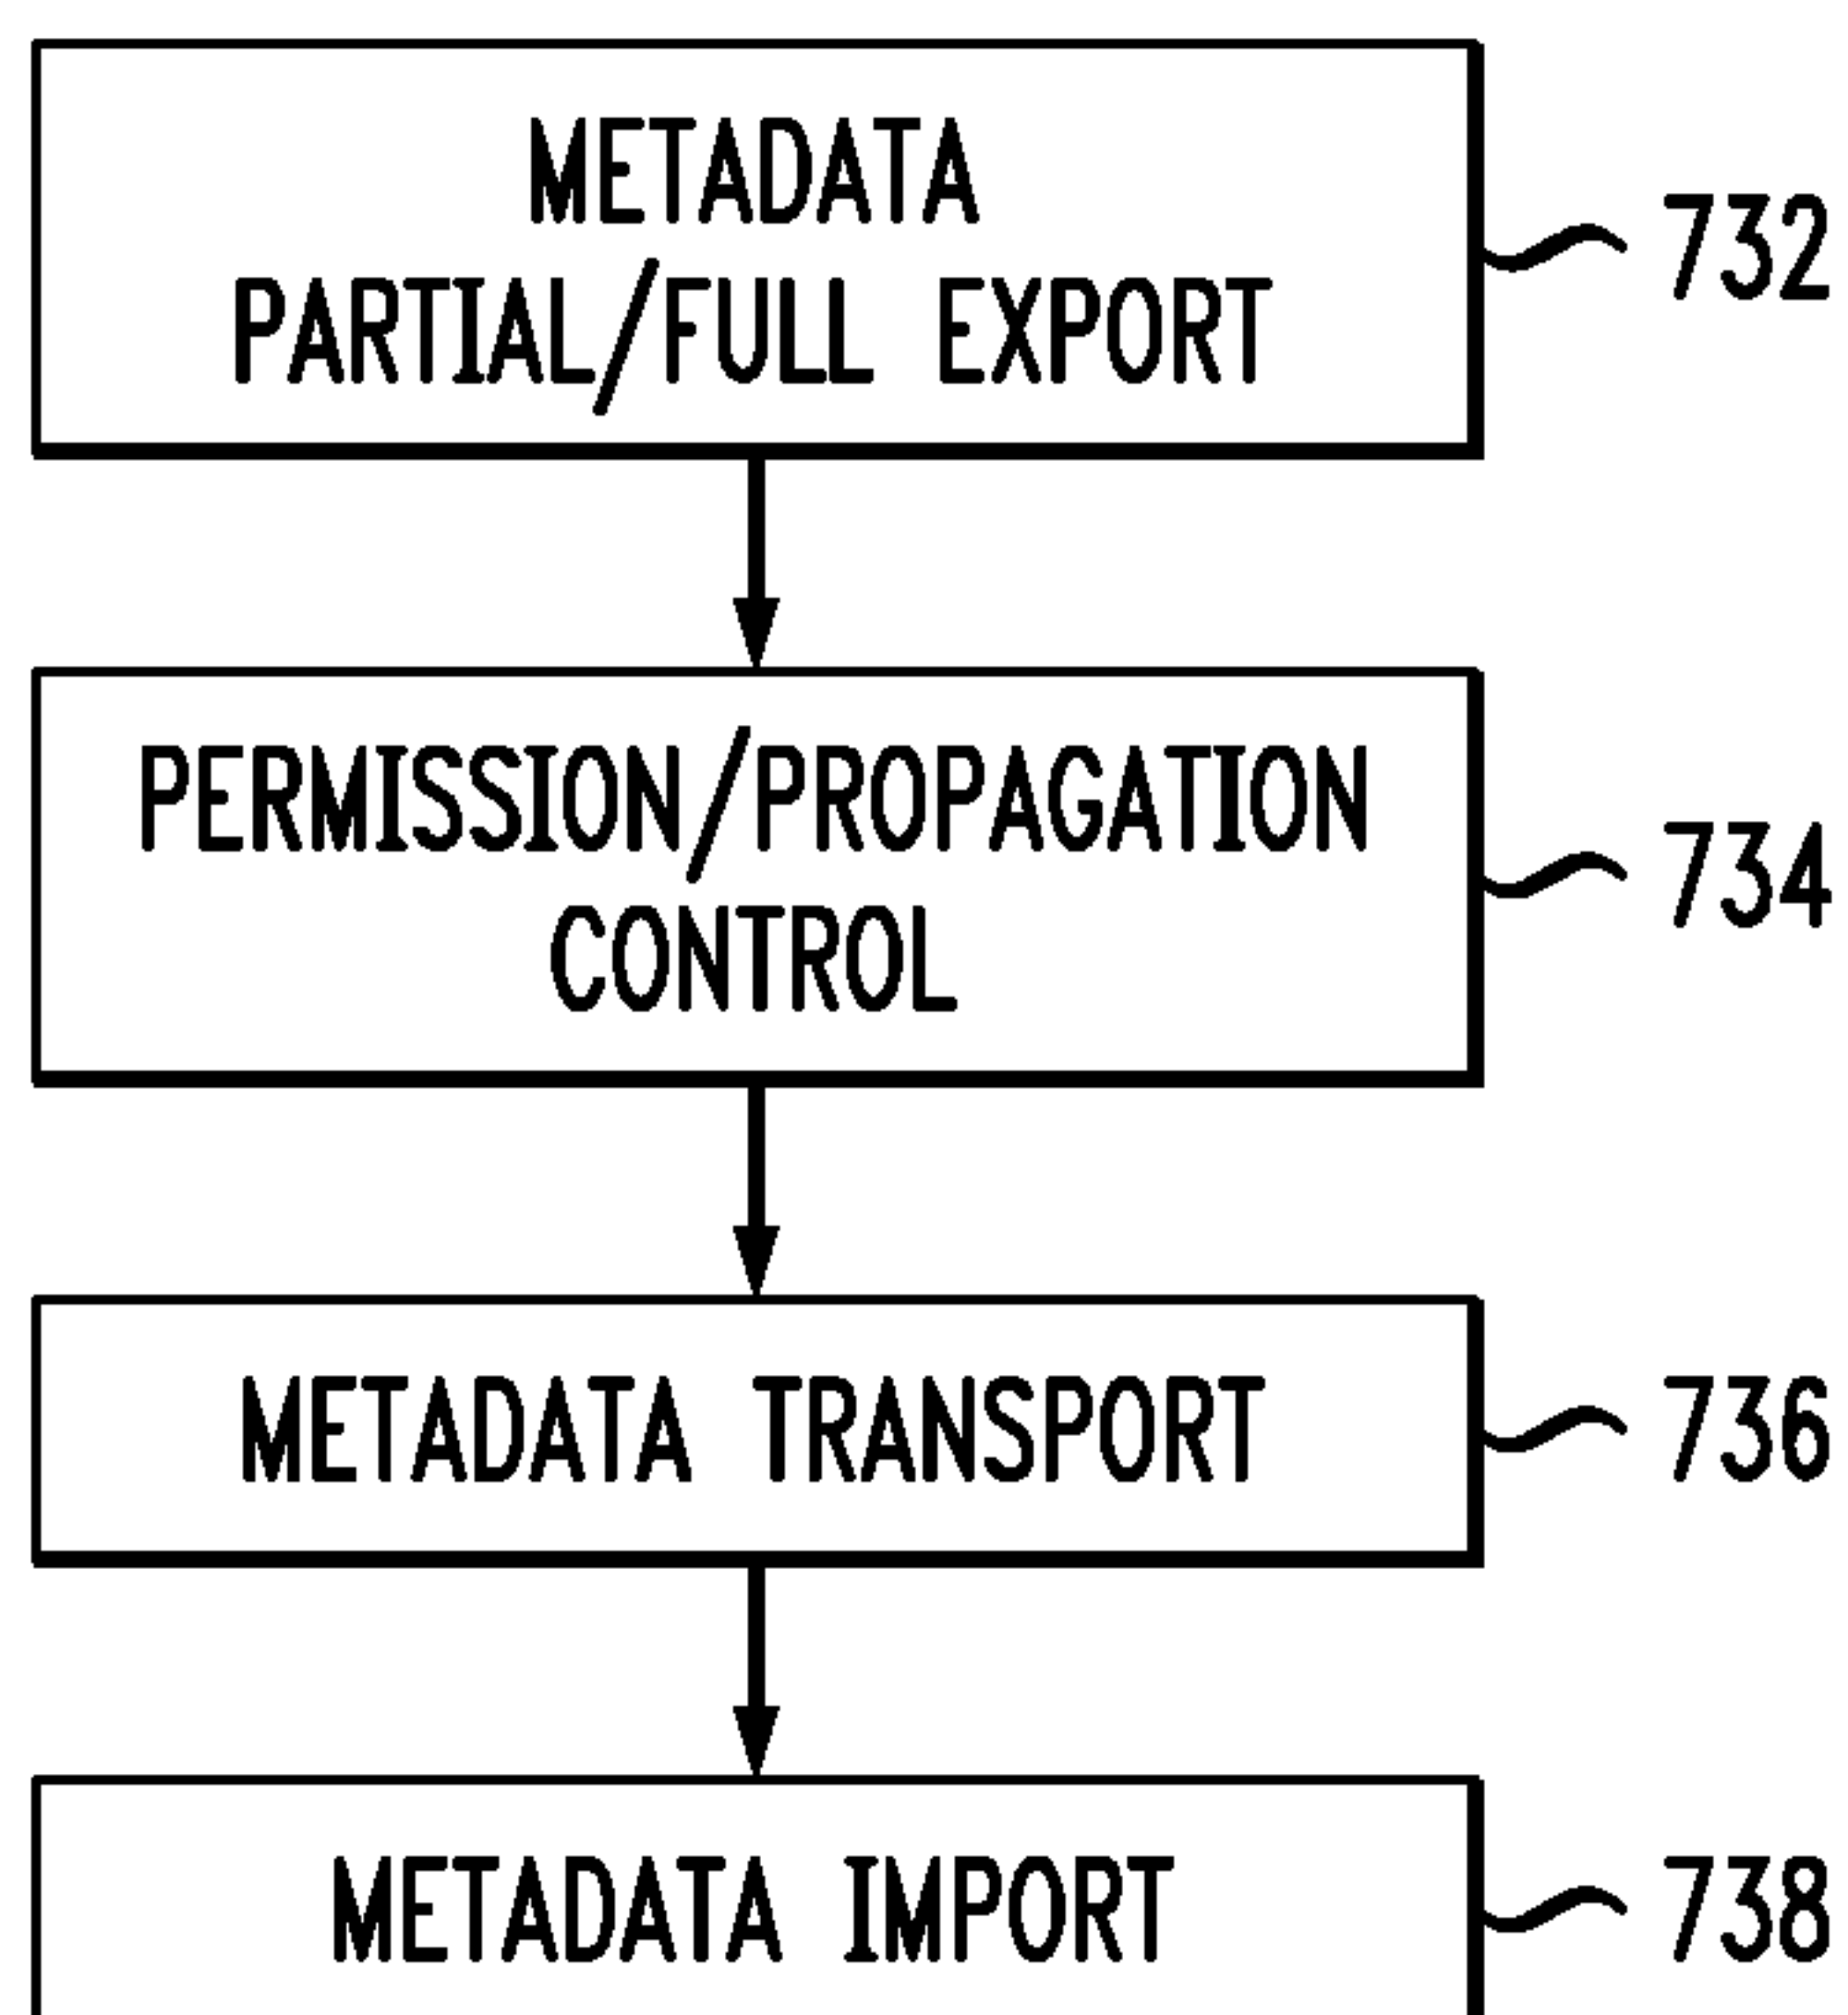 METADATA
PARTIAL/FULL EXPORT
732
PERMISSION/PROPAGATION
CONTROL
734
METADATA TRANSPORT
736
METADATA IMPORT
738